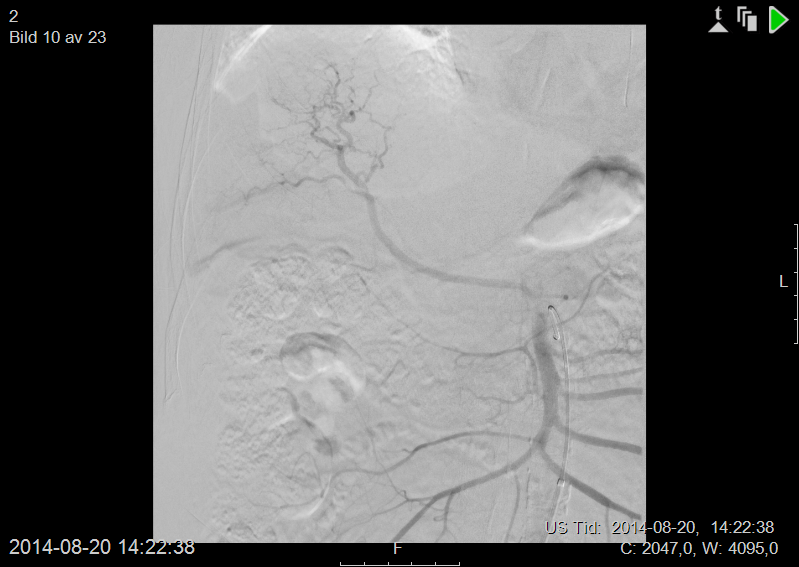 2
Bild 10 av 23
t
L
US Tid: 2014-08-20, 14:22:38
2014-08-20 14:22:38
F
C: 2047,0, W: 4095,0